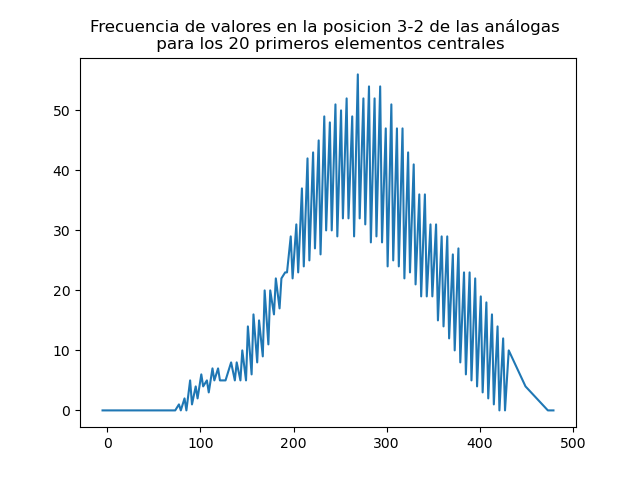 Frecuencia de valores en la posicion 3-2 de las análogas
para los 20 primeros elementos centrales
50
40
30
20
10
0
0 100 200 300 400 500